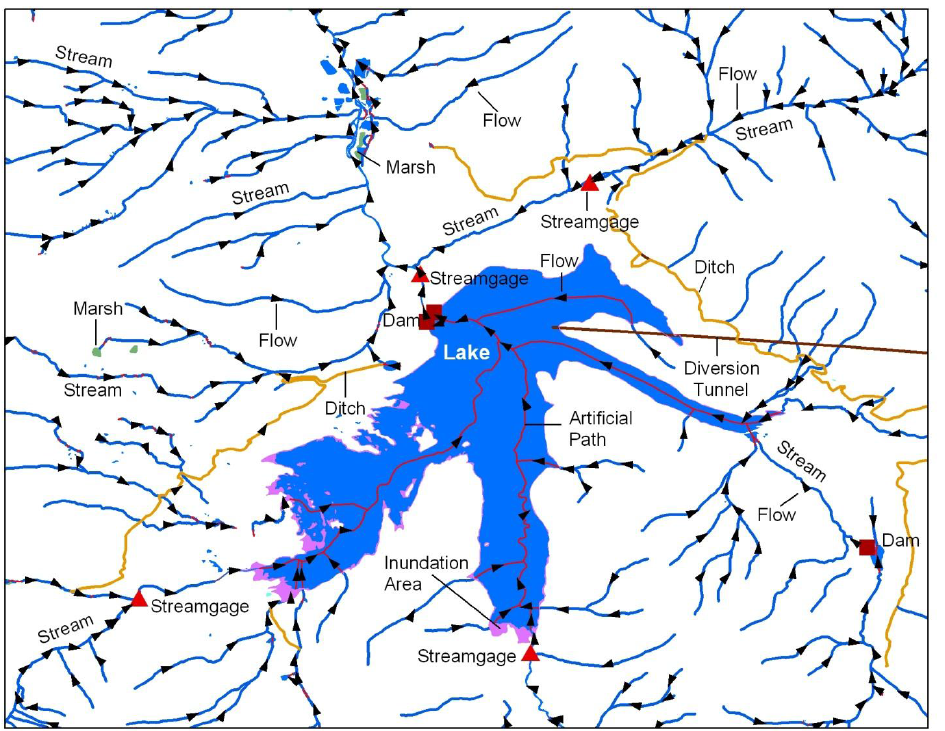 Stream
Flow
Flow
Stream
Marsh
Stream
Stream
Streamgage
Flow
Ditch
Streamgage
Marsh
Dam
Flow
Lake
Diversion
Tunnel
Stream
Ditch
Artificial
Path
Stream
Flow
Dam
Inundation
Area
Streamgage
Stream
Streamgage